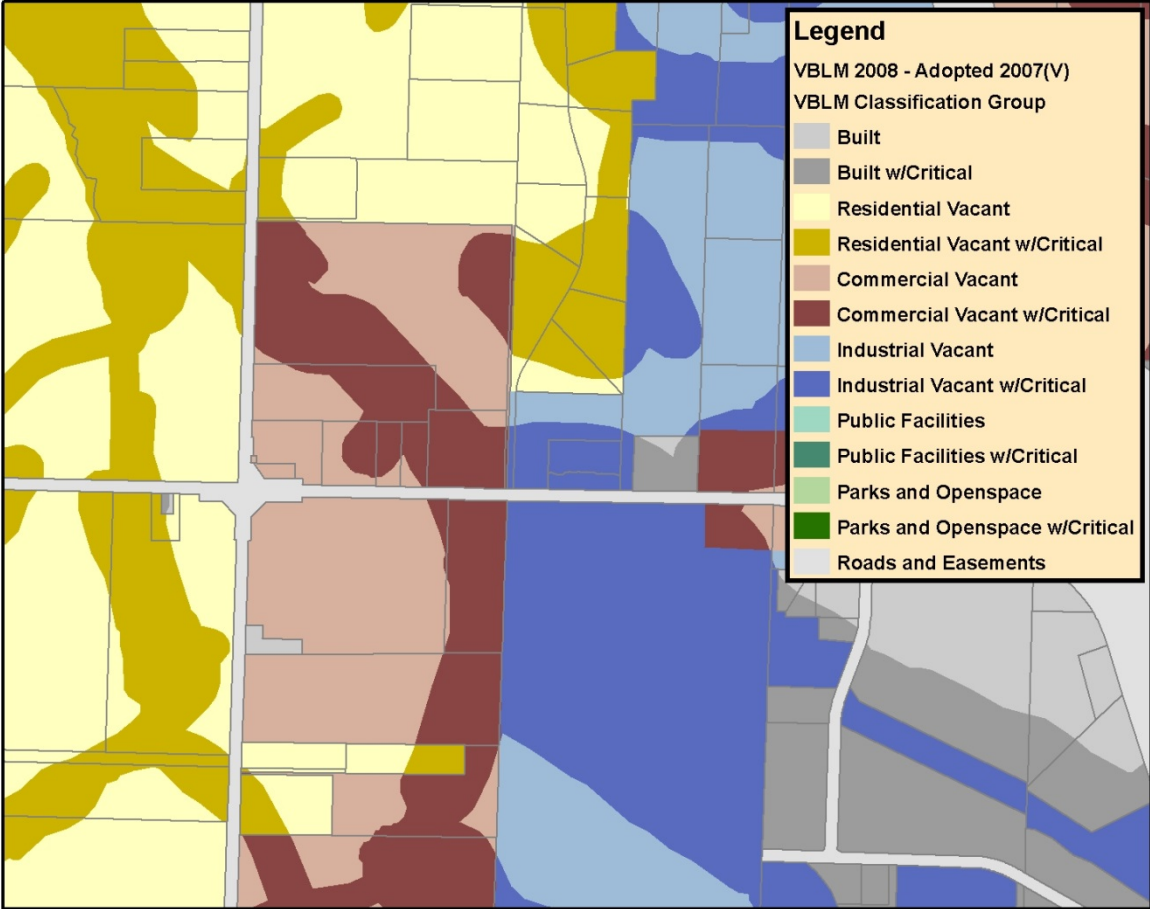 Legend
VBLM 2008 - Adopted 2007(V)
VBLM Classification Group
Built
Built w/Critical
Residential Vacant
Residential Vacant w/Critical
Commercial Vacant
Commercial Vacant w/Critical
Industrial Vacant
Industrial Vacant w/Critical
Public Facilities
Public Facilities w/Critical
Parks and Openspace
Parks and Openspace w/Critical
Roads and Easements